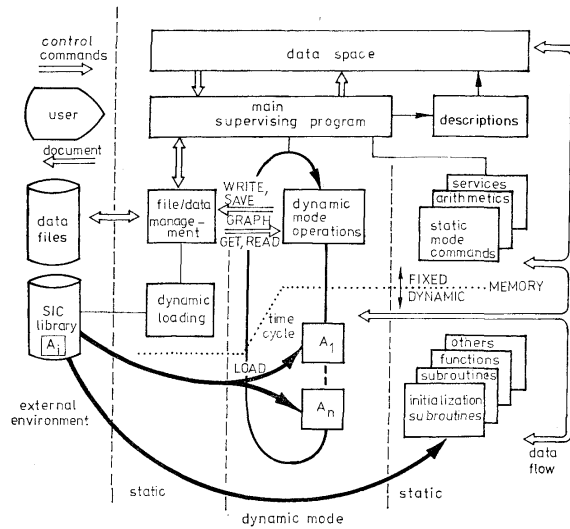 control
commands
data space
user
main
supervising program
descriptions
document
data
files
file/data
manage-
ment
WRITE,
SAVE
GRAPH
GET, READ
dynamic
mode
operations
services
arithmetics
static
mode
commands
FIXED
DYNAMIC
MEMORY
SIC
library
Ai
dynamic
loading
time
cycle
LOAD
A1
An
others
functions
subroutines
initialization
subroutines
external
environment
data
flow
static
static
dynamic mode